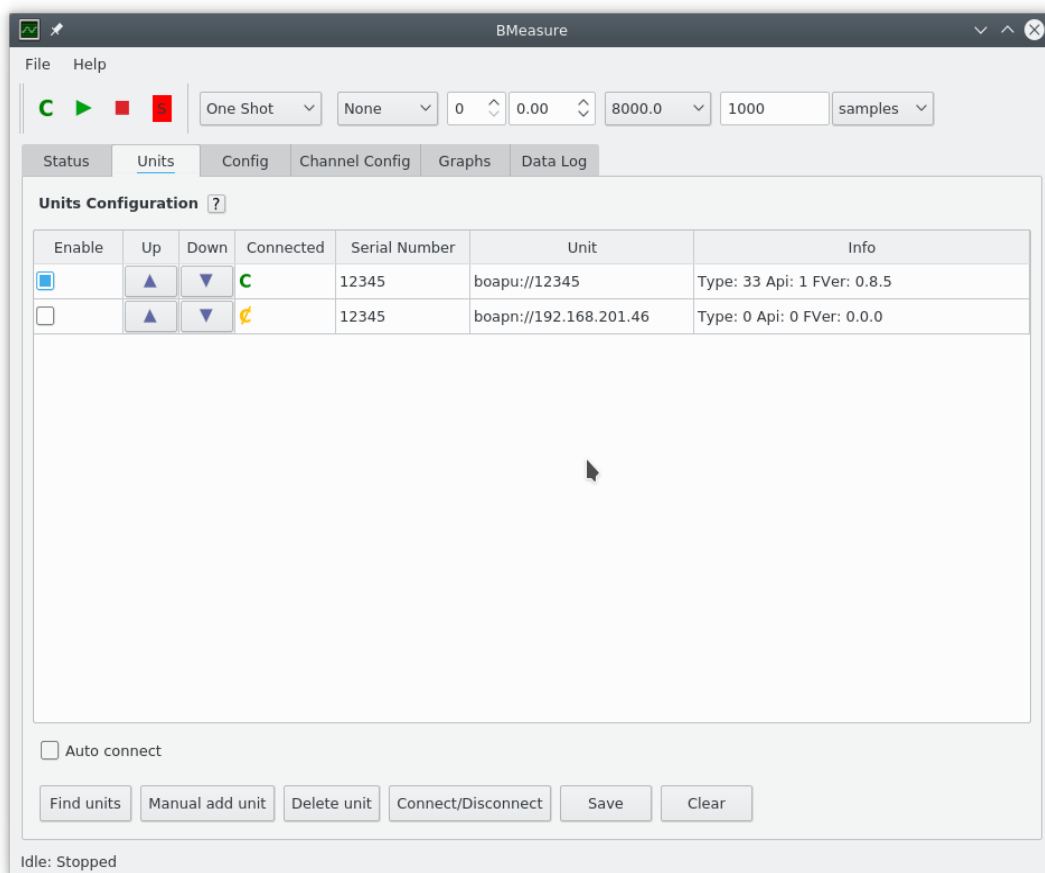 BMeasure
File Help
C S One Shot None 0 0.00 8000.0 1000 samples
Status Units Config Channel Config Graphs Data Log
Units Configuration ?
Enable Up Down Connected Serial Number Unit Info
C 12345 boapu://12345 Type: 33 Api: 1 FVer: 0.8.5
₡ 12345 boapn://192.168.201.46 Type: 0 Api: 0 FVer: 0.0.0
Auto connect
Find units Manual add unit Delete unit Connect/Disconnect Save Clear
Idle: Stopped